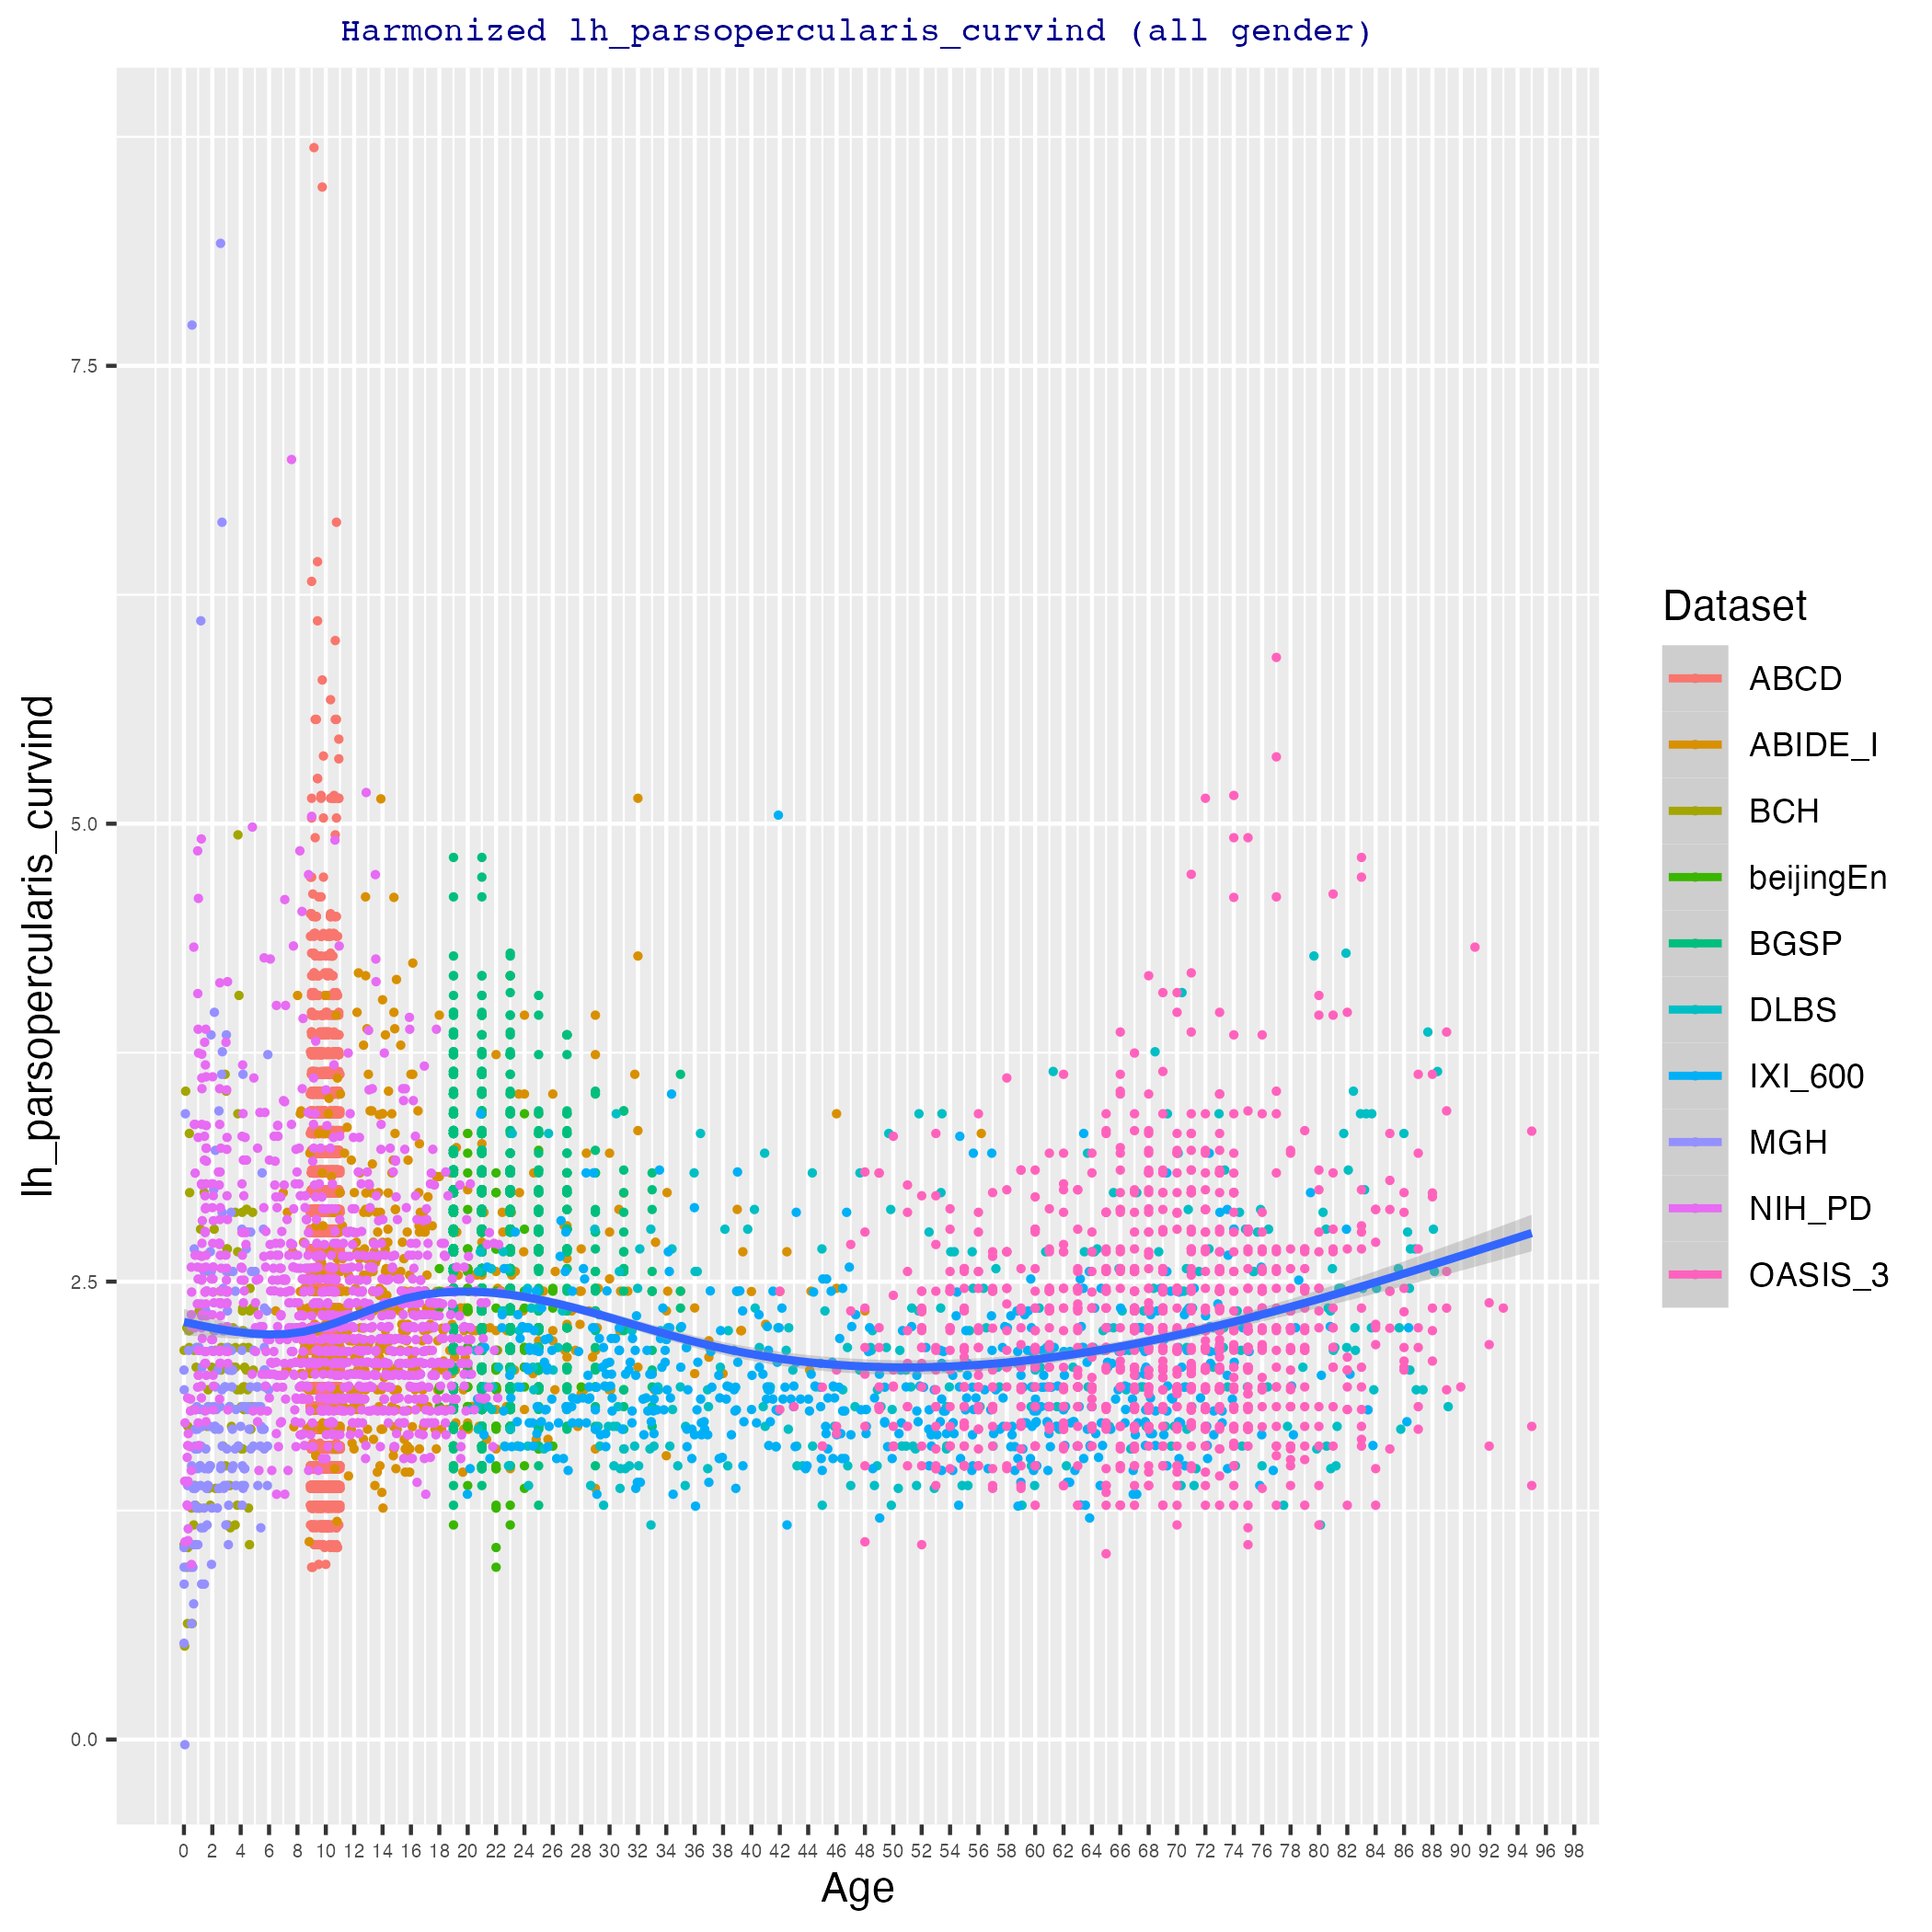 Harmonized lh_parsopercularis_curvind (all gender)
lh_parsopercularis_curvind
7.5
5.0
2.5
0.0
0 2 4 6 8 10 12 14 16 18 20 22 24 26 28 30 32 34 36 38 40 42 44 46 48 50 52 54 56 58 60 62 64 66 68 70 72 74 76 78 80 82 84 86 88 90 92 94 96 98
Age
Dataset
ABCD
ABIDE_I
BCH
beijingEn
BGSP
DLBS
IXI_600
MGH
NIH_PD
OASIS_3